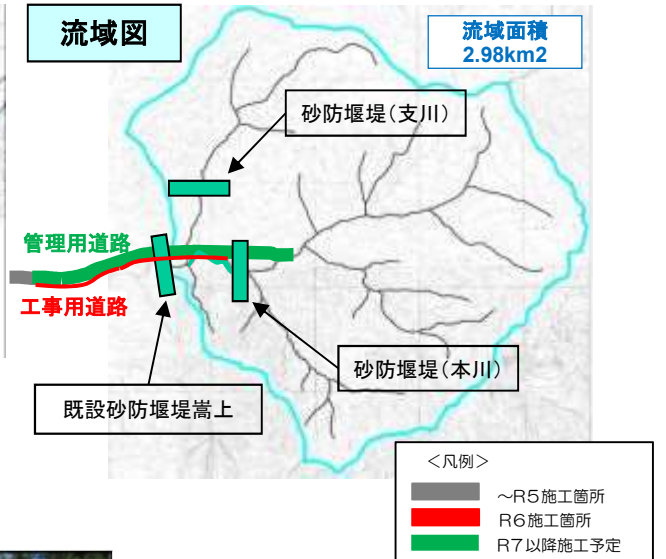 流域図
流域面積
2.98km2
砂防堰堤(支川)
管理用道路
工事用道路
砂防堰堤(本川)
既設砂防堰堤嵩上
<凡例>
~R5施工箇所
R6施工箇所
R7以降施工予定